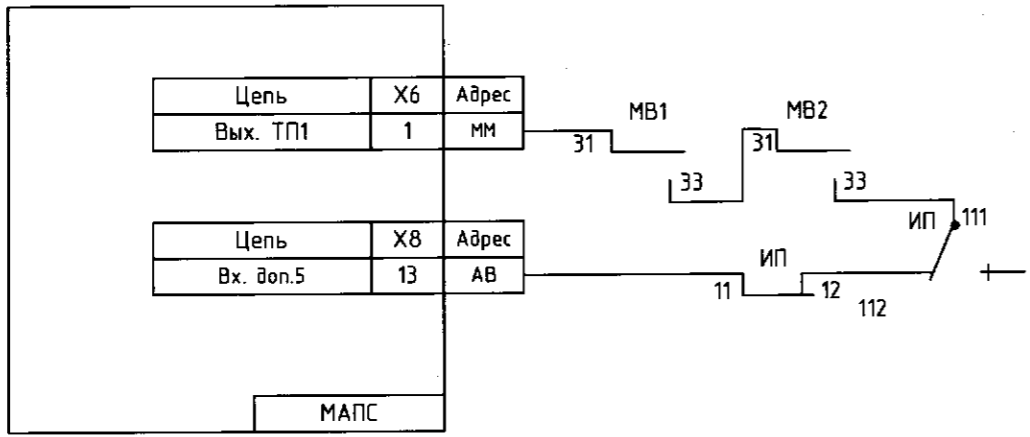 Цепь X6 Адрес
Вых. ТП1 1 ММ
МВ1
31
33
МВ2
31
33
ИП 111
Цепь X8 Адрес
Вх. доп.5 13 АВ
ИП
11 12
112
МАПС